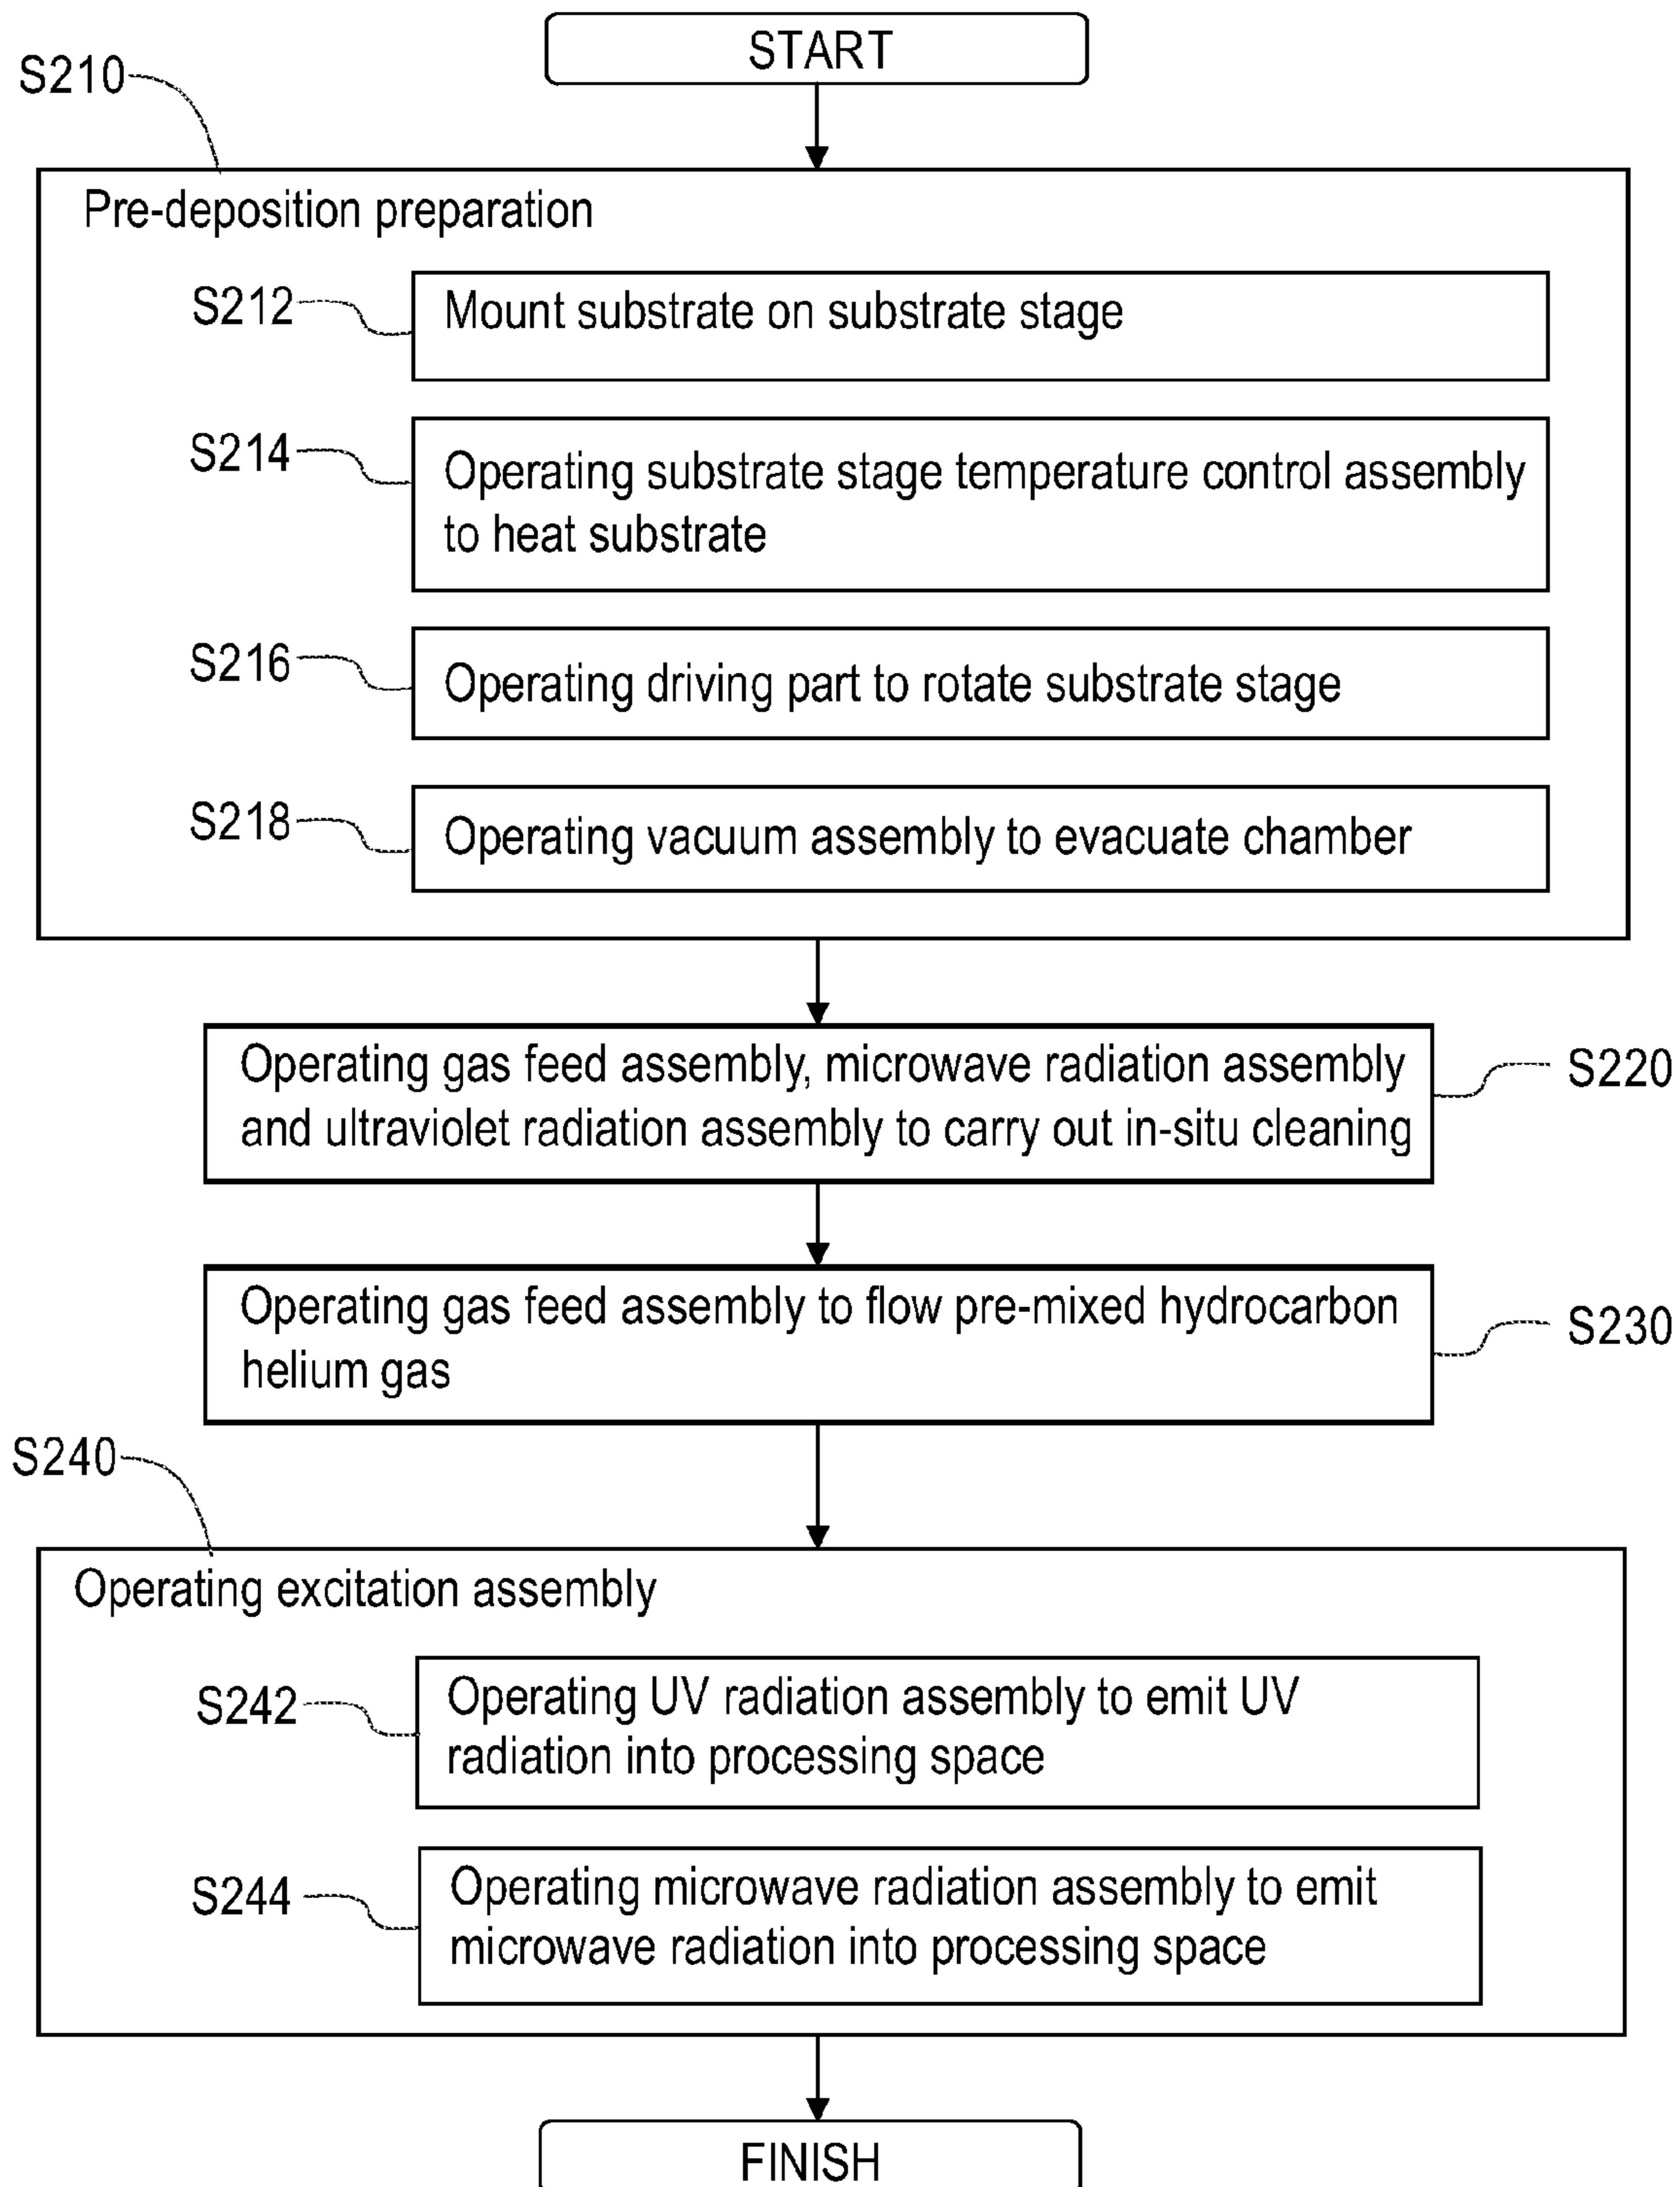 START
S210
Pre-deposition preparation
S212
Mount substrate on substrate stage
S214
Operating substrate stage temperature control assembly
to heat substrate
S216
Operating driving part to rotate substrate stage
S218
Operating vacuum assembly to evacuate chamber
Operating gas feed assembly, microwave radiation assembly
and ultraviolet radiation assembly to carry out in-situ cleaning
S220
Operating gas feed assembly to flow pre-mixed hydrocarbon
helium gas
S230
S240
Operating excitation assembly
S242
Operating UV radiation assembly to emit UV
radiation into processing space
S244
Operating microwave radiation assembly to emit
microwave radiation into processing space
FINISH